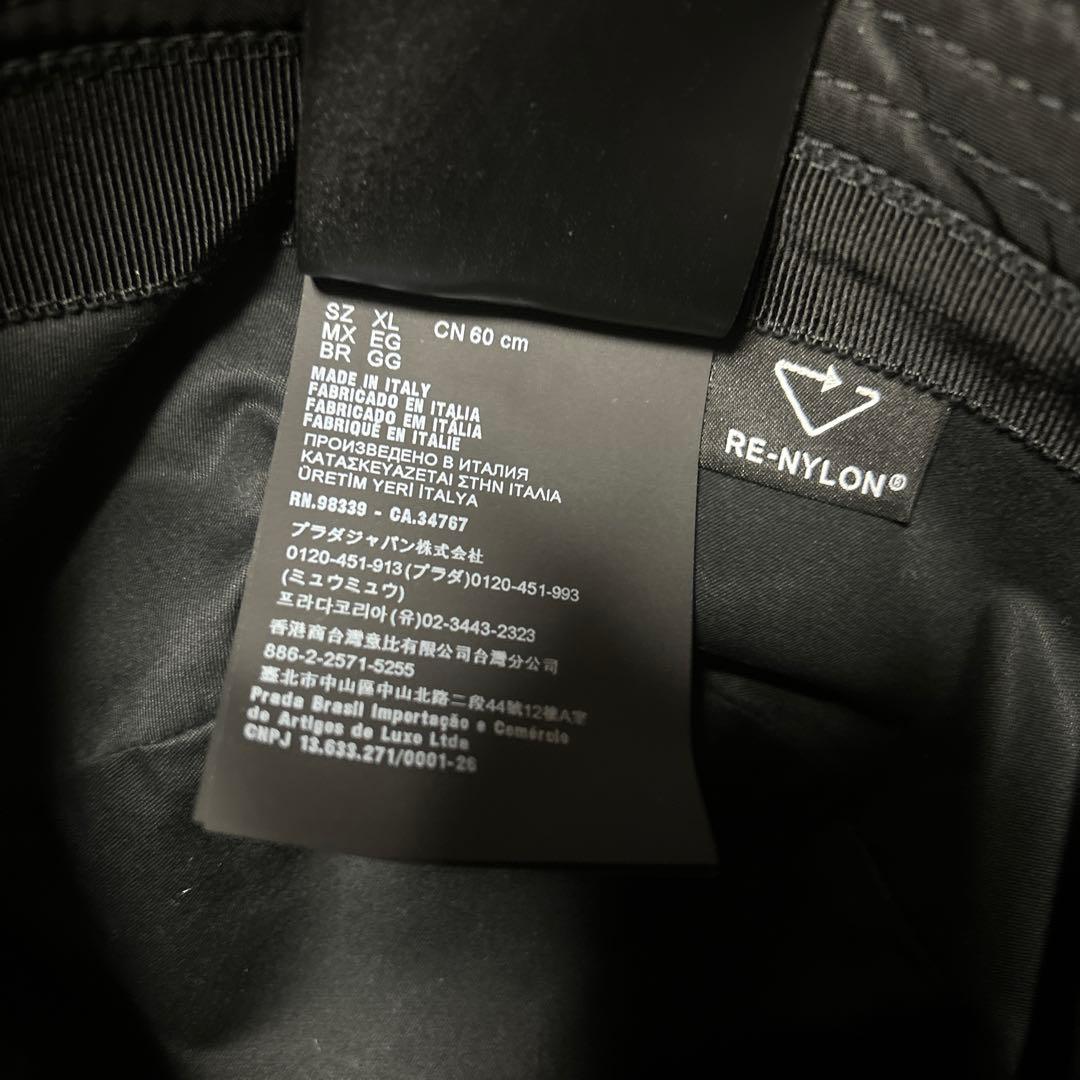 SZ XL CN 60 cm
MX EG
BR GG
MADE IN ITALY
FABRICADO EN ITALIA
FABRICADO EM ITÁLIA
FABRIQUÉ EN ITALIE
ПРОИЗВЕДЕНО В ИТАЛИЯ
ΚΑΤΑΣΚΕΥΑΖΕΤΑΙ ΣΤΗΝ ΙΤΑΛΙΑ
ÜRETİM YERİ İTALYA
RN.98339 - CA.34767
プラダジャパン株式会社
0120-451-913(プラダ)0120-451-993
(ミュウミュウ)
프라다코리아(유)02-3443-2323
香港商台灣意比有限公司台灣分公司
886-2-2571-5255
臺北市中山區中山北路二段44號12樓A室
Prada Brasil Importação e Comércio
de Artigos de Luxo Ltda
CNPJ 13.633.271/0001-26
RE-NYLON®